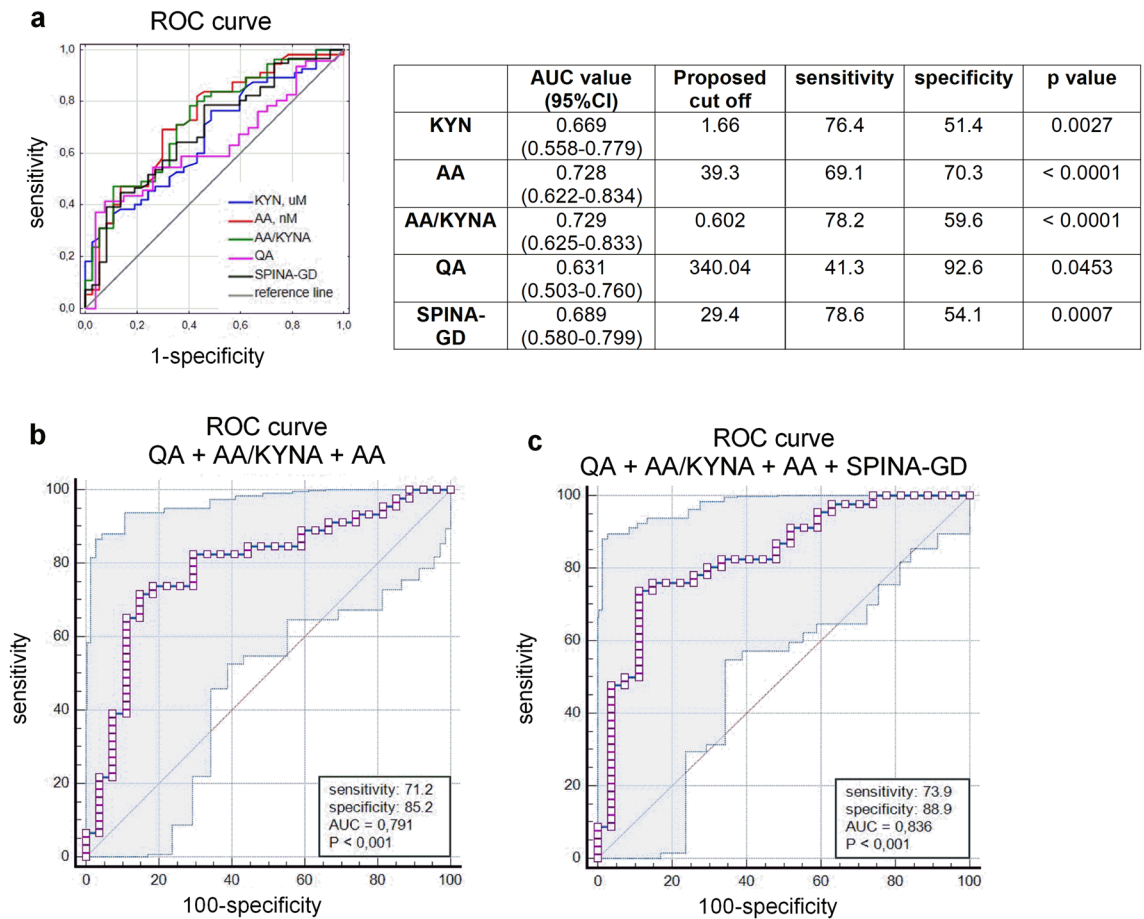 a
ROC curve
1,0
0,8
0,6
0,4
0,2
0,0
0,0
0,2
0,4
0,6
0,8
1,0
sensitivity
1-specificity
KYN, uM
AA, nM
AA/KYNA
QA
SPINA-GD
reference line
AUC value (95%CI) Proposed cut off sensitivity specificity p value
KYN 0.669 (0.558-0.779) 1.66 76.4 51.4 0.0027
AA 0.728 (0.622-0.834) 39.3 69.1 70.3 < 0.0001
AA/KYNA 0.729 (0.625-0.833) 0.602 78.2 59.6 < 0.0001
QA 0.631 (0.503-0.760) 340.04 41.3 92.6 0.0453
SPINA-GD 0.689 (0.580-0.799) 29.4 78.6 54.1 0.0007
b
ROC curve
QA + AA/KYNA + AA
100
80
60
40
20
0
0 20 40 60 80 100
sensitivity
100-specificity
sensitivity: 71.2
specificity: 85.2
AUC = 0,791
P < 0,001
c
ROC curve
QA + AA/KYNA + AA + SPINA-GD
100
80
60
40
20
0
0 20 40 60 80 100
sensitivity
100-specificity
sensitivity: 73.9
specificity: 88.9
AUC = 0,836
P < 0,001